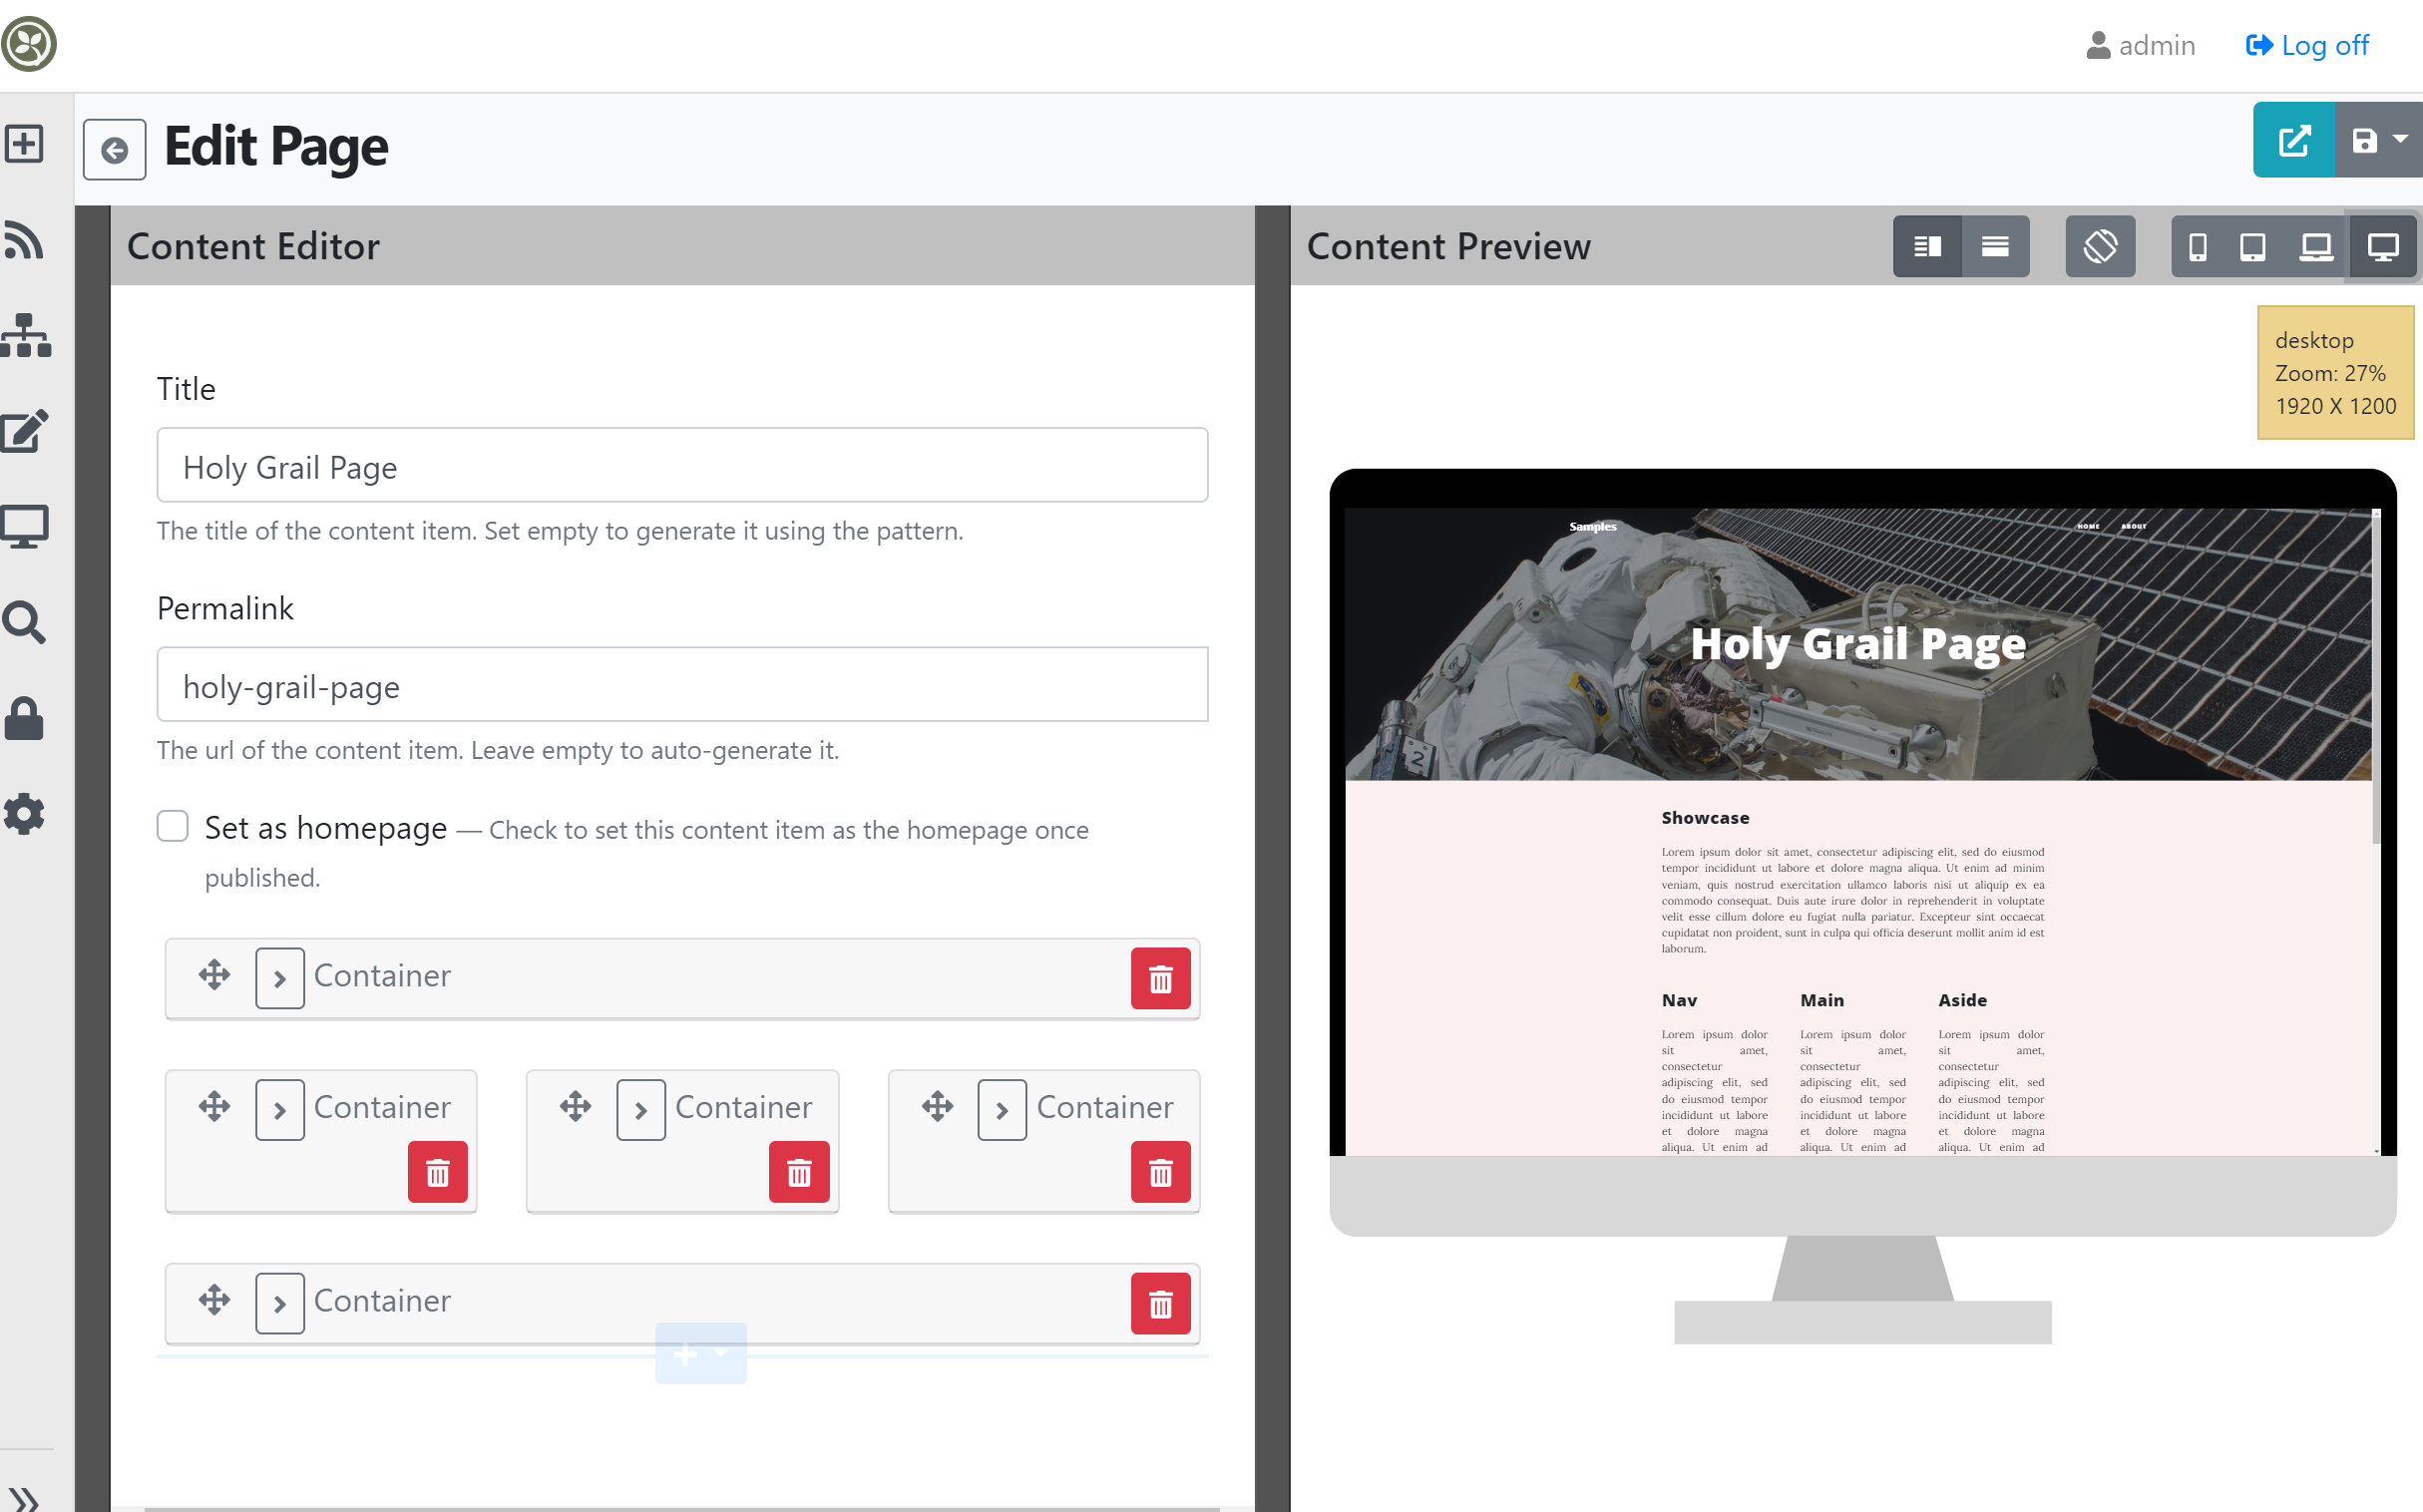 admin
Log off
Edit Page
Content Editor
Title
Holy Grail Page
The title of the content item. Set empty to generate it using the pattern.
Permalink
holy-grail-page
The url of the content item. Leave empty to auto-generate it.
Set as homepage — Check to set this content item as the homepage once
published.
Container
Container
Container
Container
Container
Content Preview
desktop
Zoom: 27%
1920 X 1200
Samples
HOME
ABOUT
Holy Grail Page
2
Showcase
Lorem ipsum dolor sit amet, consectetur adipiscing elit, sed do eiusmod
tempor incididunt ut labore et dolore magna aliqua. Ut enim ad minim
veniam, quis nostrud exercitation ullamco laboris nisi ut aliquip ex ea
commodo consequat. Duis aute irure dolor in reprehenderit in voluptate
velit esse cillum dolore eu fugiat nulla pariatur. Excepteur sint occaecat
cupidatat non proident, sunt in culpa qui officia deserunt mollit anim id est
laborum.
Nav
Lorem ipsum dolor
sit amet,
consectetur
adipiscing elit, sed
do eiusmod tempor
incididunt ut labore
et dolore magna
aliqua. Ut enim ad
Main
Lorem ipsum dolor
sit amet,
consectetur
adipiscing elit, sed
do eiusmod tempor
incididunt ut labore
et dolore magna
aliqua. Ut enim ad
Aside
Lorem ipsum dolor
sit amet,
consectetur
adipiscing elit, sed
do eiusmod tempor
incididunt ut labore
et dolore magna
aliqua. Ut enim ad